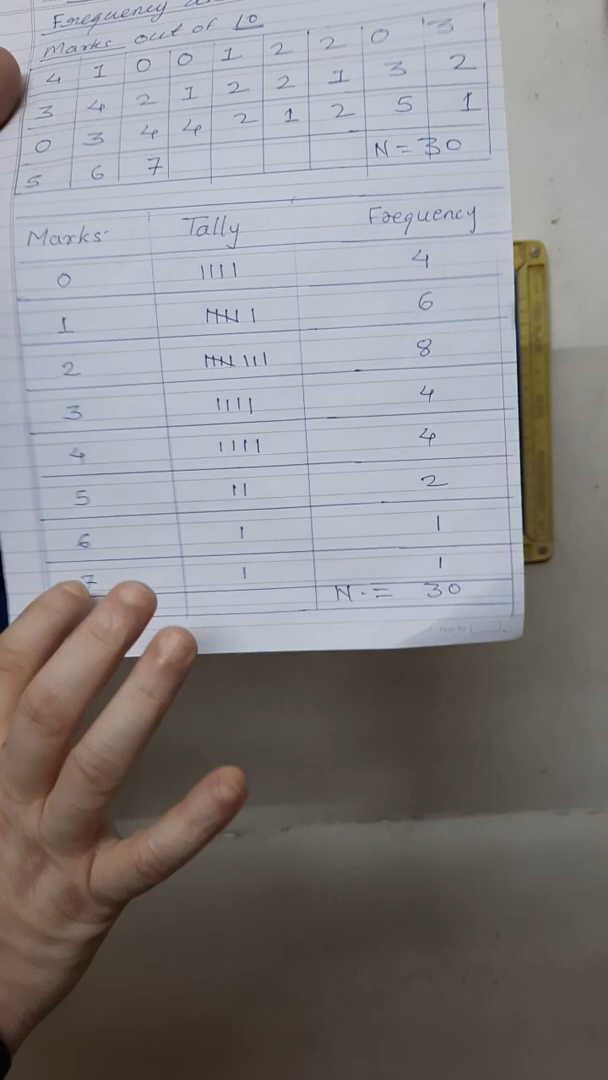 Frequency
Marks out of 10
4 1 0 0 1 2 2 0 3
3 4 2 1 2 2 1 3 2
0 3 4 4 2 1 2 5 1
5 6 7 N = 30
Marks Tally Frequency
0 |||| 4
1 |||| | 6
2 |||| ||| 8
3 |||| 4
4 |||| 4
5 || 2
6 | 1
7 | 1
N = 30